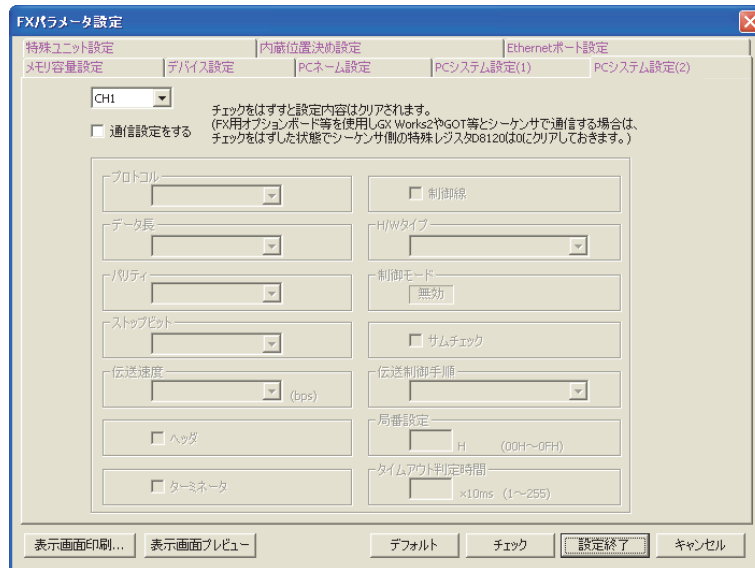 FXパラメータ設定
特殊ユニット設定 内蔵位置決め設定 Ethernetポート設定
メモリ容量設定 デバイス設定 PCネーム設定 PCシステム設定(1) PCシステム設定(2)
CH1
チェックをはずすと設定内容はクリアされます。
通信設定をする (FX用オプションボード等を使用しGX Works2やGOT等とシーケンサで通信する場合は、
チェックをはずした状態でシーケンサ側の特殊レジスタD8120は0にクリアしておきます。)
プロトコル 制御線
データ長 H/Wタイプ
パリティ 制御モード
無効
ストップビット サムチェック
伝送速度 (bps) 伝送制御手順
ヘッダ 局番設定
H (00H～0FH)
ターミネータ タイムアウト判定時間
×10ms (1～255)
表示画面印刷... 表示画面プレビュー デフォルト チェック 設定終了 キャンセル